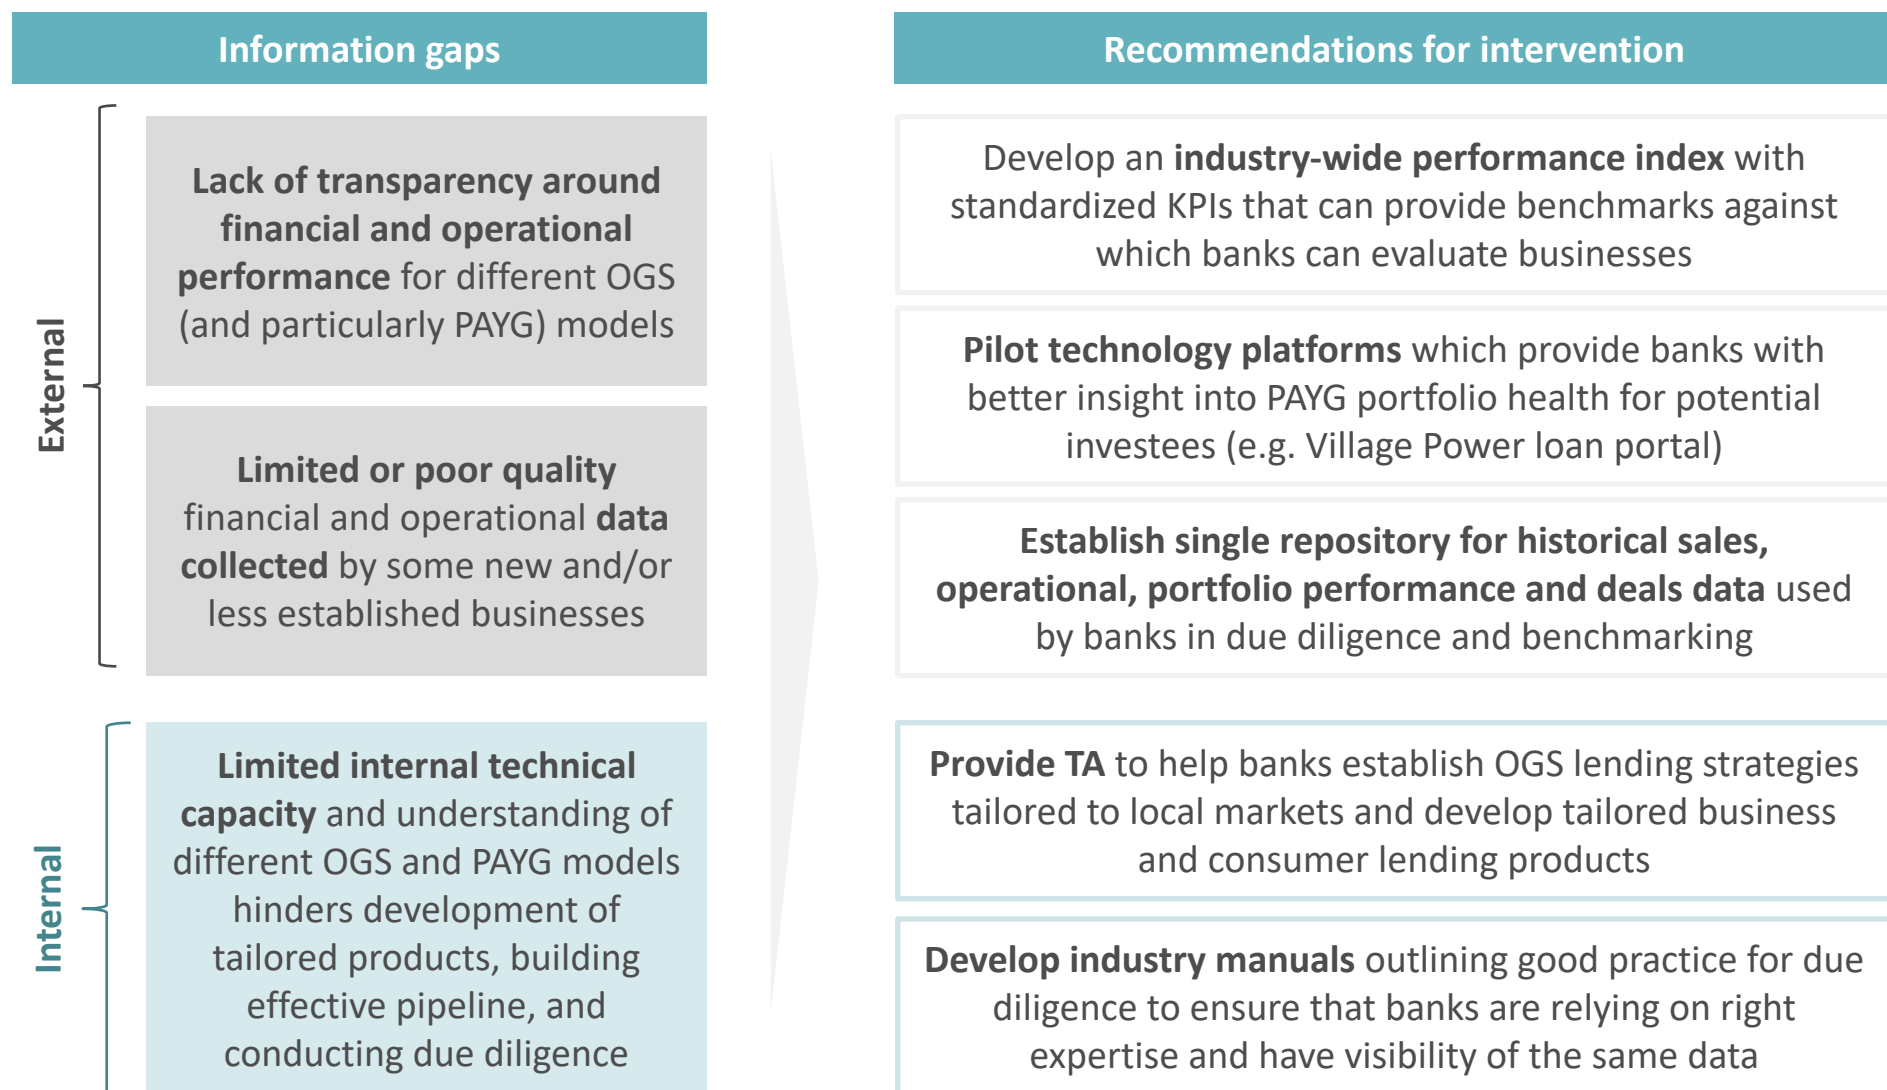 Information gaps
External
Lack of transparency around
financial and operational
performance for different OGS
(and particularly PAYG) models
Limited or poor quality
financial and operational data
collected by some new and/or
less established businesses
Internal
Limited internal technical
capacity and understanding of
different OGS and PAYG models
hinders development of
tailored products, building
effective pipeline, and
conducting due diligence
Recommendations for intervention
Develop an industry-wide performance index with
standardized KPIs that can provide benchmarks against
which banks can evaluate businesses
Pilot technology platforms which provide banks with
better insight into PAYG portfolio health for potential
investees (e.g. Village Power loan portal)
Establish single repository for historical sales,
operational, portfolio performance and deals data used
by banks in due diligence and benchmarking
Provide TA to help banks establish OGS lending strategies
tailored to local markets and develop tailored business
and consumer lending products
Develop industry manuals outlining good practice for due
diligence to ensure that banks are relying on right
expertise and have visibility of the same data